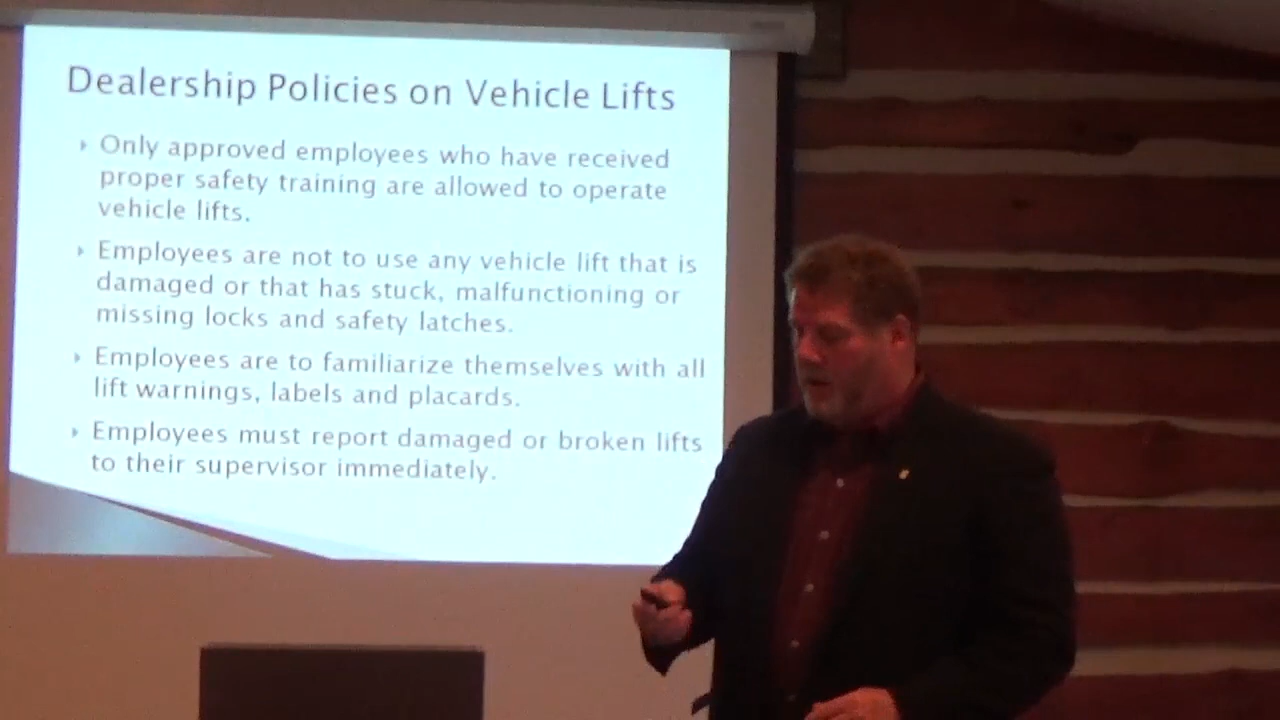 Dealership Policies on Vehicle Lifts
Only approved employees who have received
proper safety training are allowed to operate
vehicle lifts.
Employees are not to use any vehicle lift that is
damaged or that has stuck, malfunctioning or
missing locks and safety latches.
Employees are to familiarize themselves with all
lift warnings, labels and placards.
Employees must report damaged or broken lifts
to their supervisor immediately.